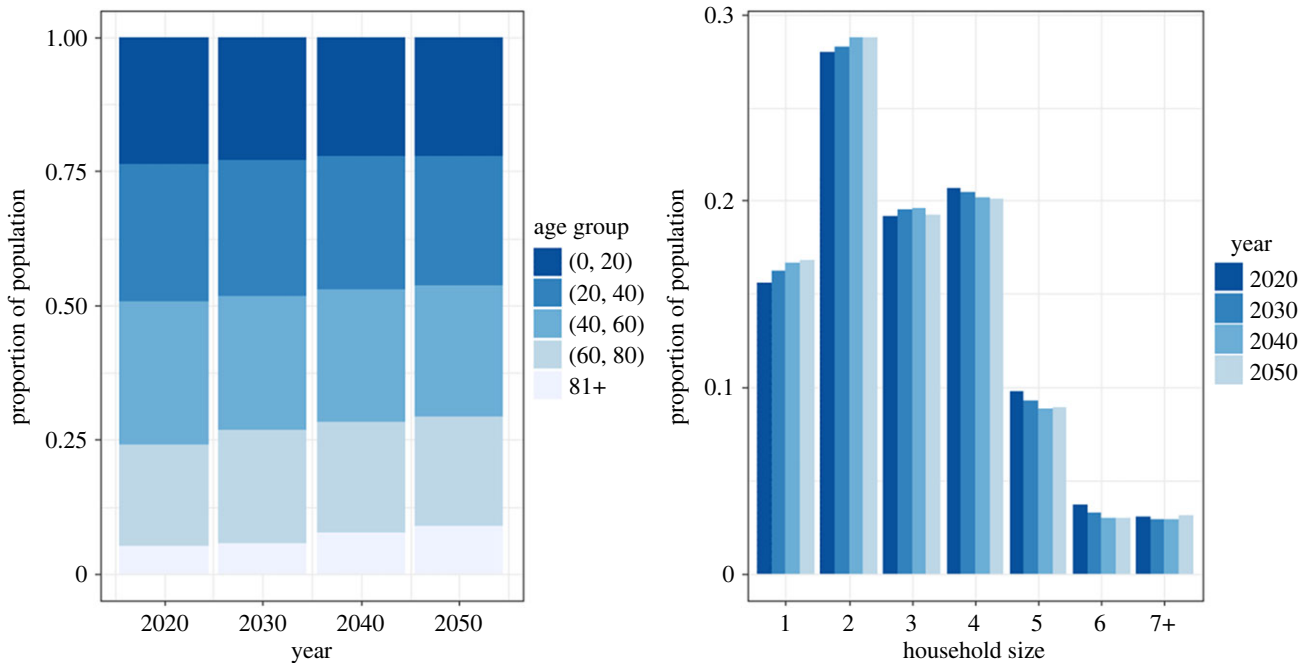 proportion of population
1.00
0.75
0.50
0.25
0
2020 2030 2040 2050
year
age group
(0, 20)
(20, 40)
(40, 60)
(60, 80)
81+
proportion of population
0.3
0.2
0.1
0
1 2 3 4 5 6 7+
household size
year
2020
2030
2040
2050